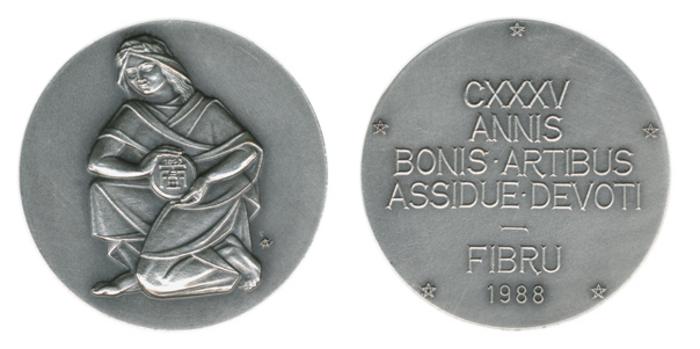 CXXXV
ANNIS
BONIS·ARTIBUS
ASSIDUE·DEVOTI
—
FIBRU
1988